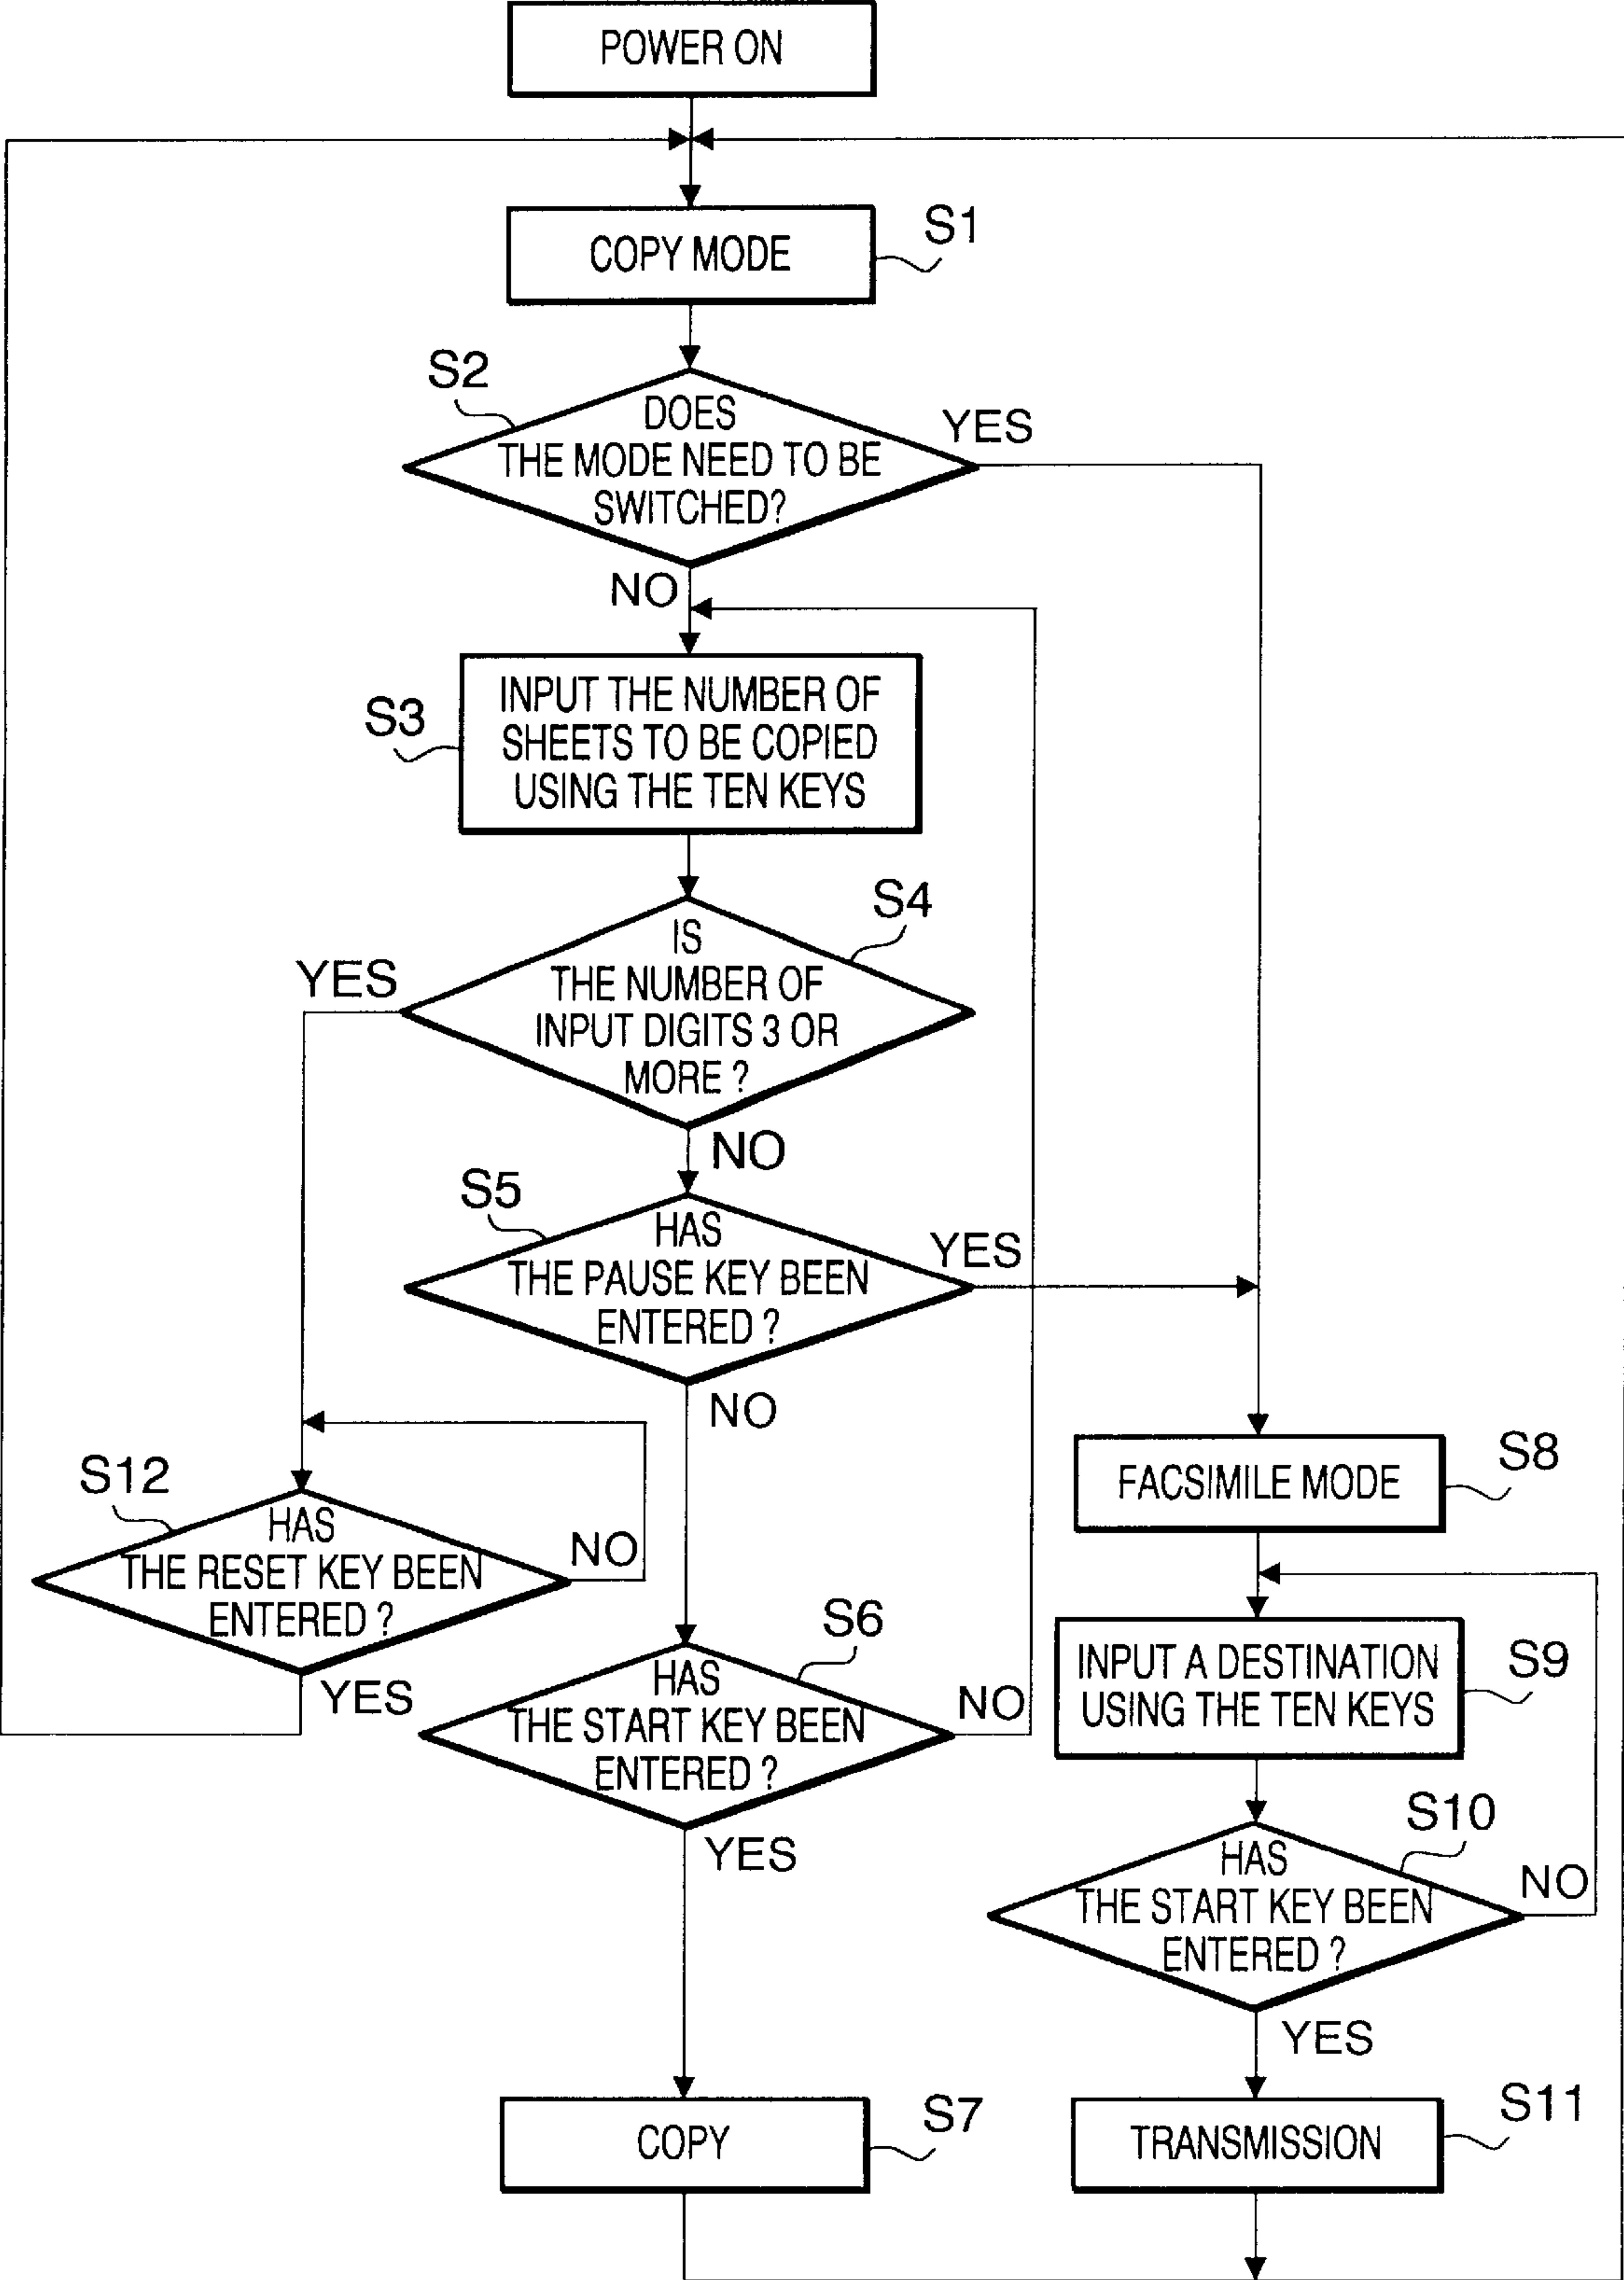 POWER ON
COPY MODE
S1
S2
DOES
THE MODE NEED TO BE
SWITCHED?
YES
NO
S3
INPUT THE NUMBER OF
SHEETS TO BE COPIED
USING THE TEN KEYS
S4
IS
THE NUMBER OF
INPUT DIGITS 3 OR
MORE ?
YES
NO
S5
HAS
THE PAUSE KEY BEEN
ENTERED ?
YES
NO
S12
HAS
THE RESET KEY BEEN
ENTERED ?
NO
YES
S6
HAS
THE START KEY BEEN
ENTERED ?
NO
YES
COPY
S7
FACSIMILE MODE
S8
INPUT A DESTINATION
USING THE TEN KEYS
S9
S10
HAS
THE START KEY BEEN
ENTERED ?
NO
YES
TRANSMISSION
S11